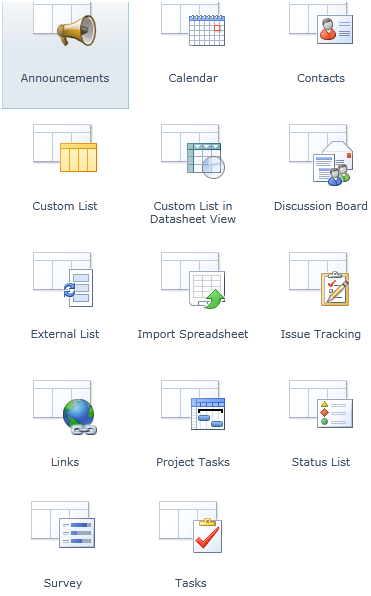 Announcements
Calendar
Contacts
Custom List
Custom List in
Datasheet View
Discussion Board
External List
Import Spreadsheet
Issue Tracking
Links
Project Tasks
Status List
Survey
Tasks